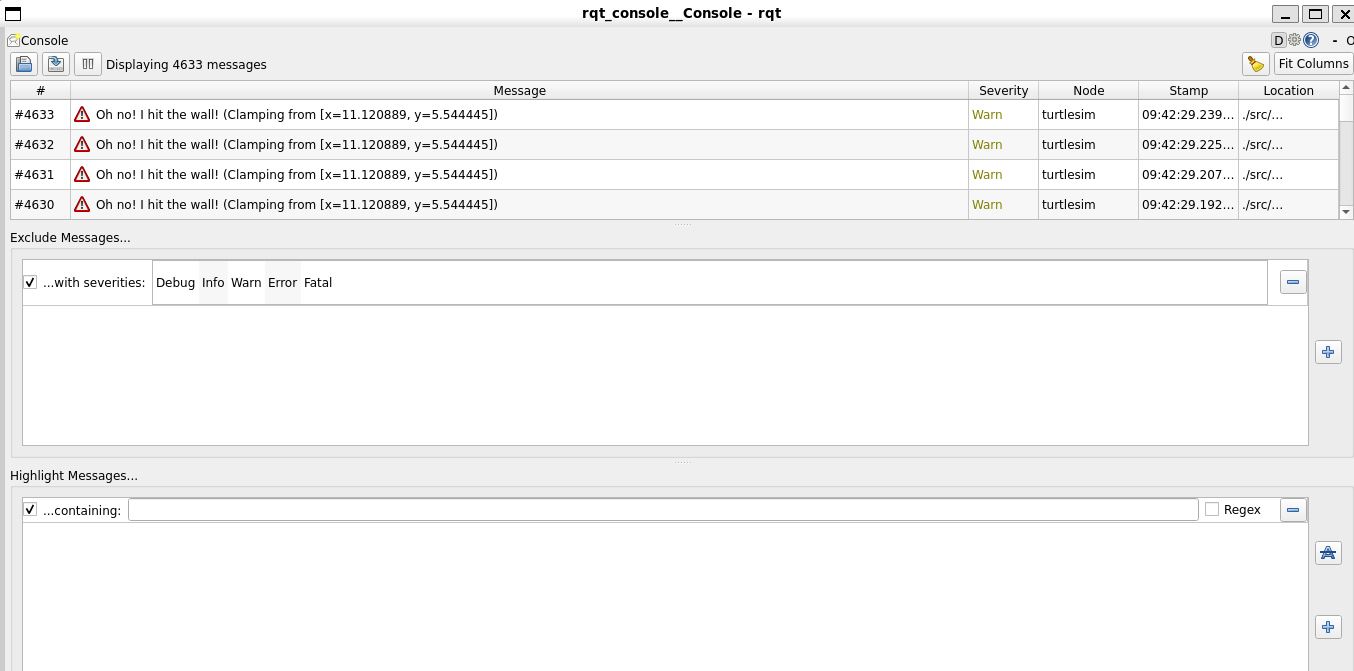 rqt_console__Console - rqt
Console D - O
Displaying 4633 messages Fit Columns
# Message Severity Node Stamp Location
#4633 Oh no! I hit the wall! (Clamping from [x=11.120889, y=5.544445]) Warn turtlesim 09:42:29.239... ./src/...
#4632 Oh no! I hit the wall! (Clamping from [x=11.120889, y=5.544445]) Warn turtlesim 09:42:29.225... ./src/...
#4631 Oh no! I hit the wall! (Clamping from [x=11.120889, y=5.544445]) Warn turtlesim 09:42:29.207... ./src/...
#4630 Oh no! I hit the wall! (Clamping from [x=11.120889, y=5.544445]) Warn turtlesim 09:42:29.192... ./src/...
Exclude Messages...
...with severities: Debug Info Warn Error Fatal
Highlight Messages...
...containing: Regex